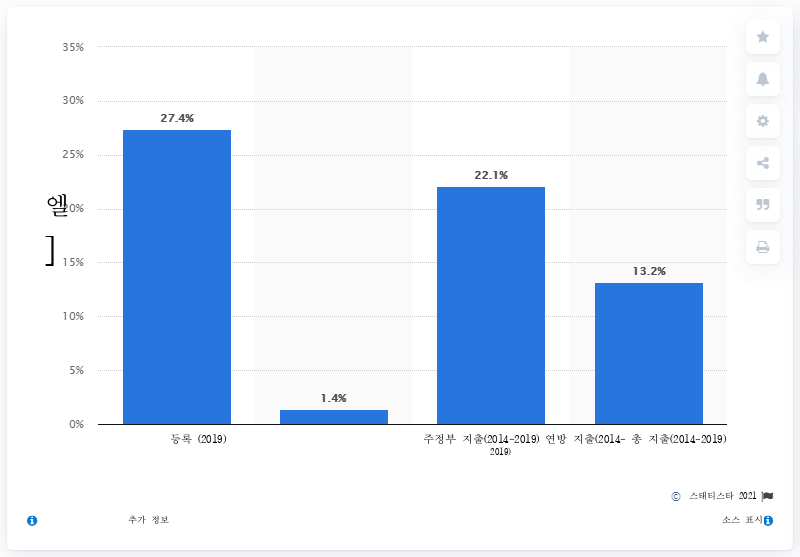 35%
30%
27.4%
25%
22.1%
엘
20%
]
15%
13.2%
10%
5%
1.4%
0%
등록 (2019)
주정부 지출(2014-2019) 연방 지출(2014- 총 지출(2014-2019)
2019)
© 스태티스타 2021
추가 정보
소스 표시